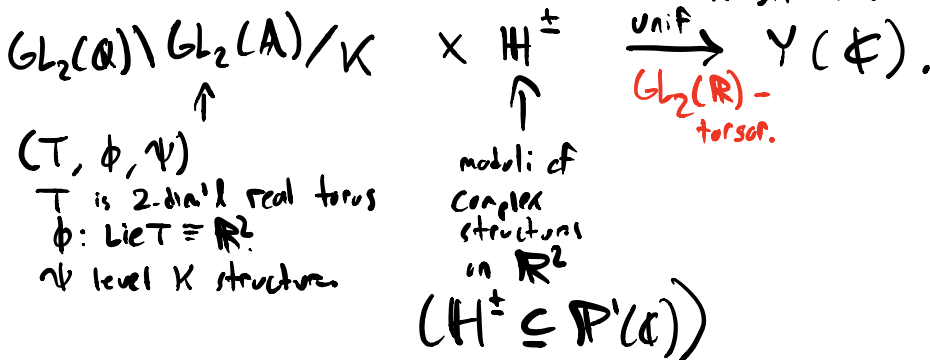 GL₂(ℚ)\GL₂(𝔸)/K × ℍ^± unif → Y(ℂ).
GL₂(ℝ)-
torsor.
↑ ↑
(T, ϕ, Ψ)
T is 2-dim'l real torus
ϕ: Lie T ≅ ℝ².
Ψ level K structure.
moduli of
complex
structures
on ℝ²
(ℍ^± ⊆ ℙ¹(ℂ))